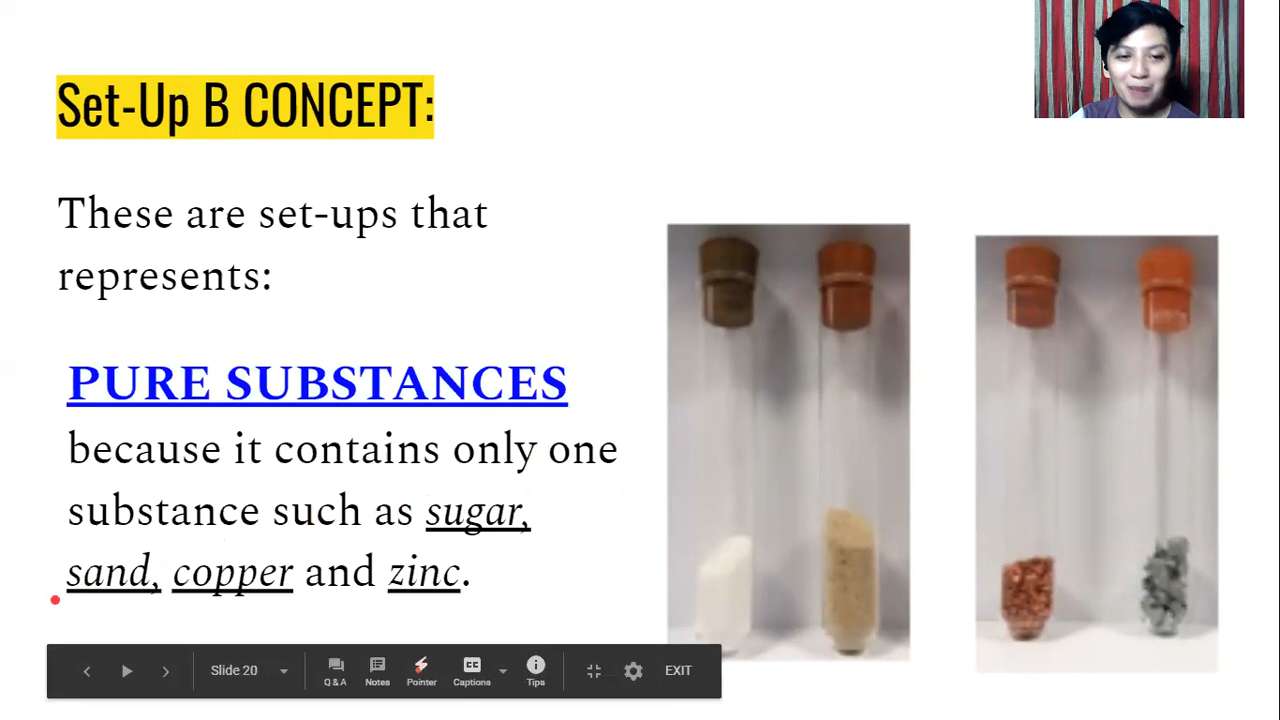 Set-Up B CONCEPT:
These are set-ups that
represents:
PURE SUBSTANCES
because it contains only one
substance such as sugar,
sand, copper and zinc.
Slide 20
Q & A
Notes
Pointer
CC
Captions
Tips
EXIT